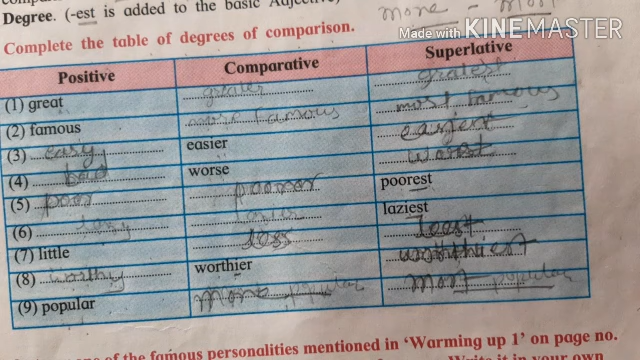 Degree. (-est is added to the basic Adjective)
more - most
Made with KINEMASTER
Complete the table of degrees of comparison.
Positive Comparative Superlative
(1) great greater gratest
(2) famous more famous most famous
(3) easy easier easiest
(4) bad worse worst
(5) poor poorer poorest
(6) lazy lazier laziest
(7) little less least
(8) worthy worthier worthhiest
(9) popular More popular Most popular
one of the famous personalities mentioned in ‘Warming up 1’ on page no.
Write it in your own